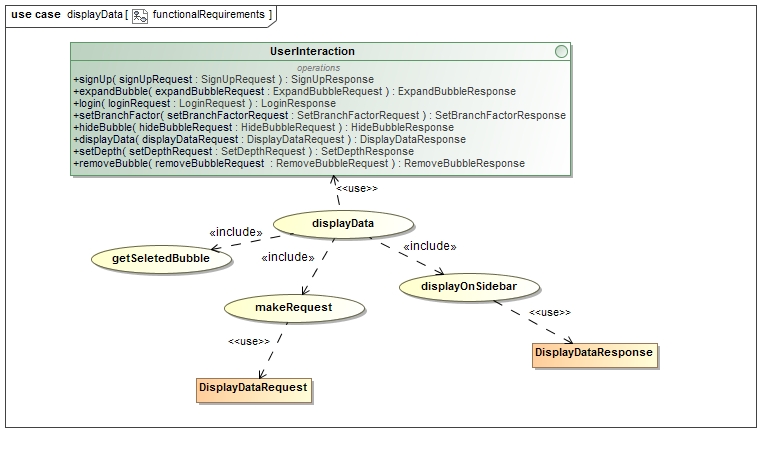 use case displayData [ functionalRequirements ]
UserInteraction
operations
+signUp( signUpRequest : SignUpRequest ) : SignUpResponse
+expandBubble( expandBubbleRequest : ExpandBubbleRequest ) : ExpandBubbleResponse
+login( loginRequest : LoginRequest ) : LoginResponse
+setBranchFactor( setBranchFactorRequest : SetBranchFactorRequest ) : SetBranchFactorResponse
+hideBubble( hideBubbleRequest : HideBubbleRequest ) : HideBubbleResponse
+displayData( displayDataRequest : DisplayDataRequest ) : DisplayDataResponse
+setDepth( setDepthRequest : SetDepthRequest ) : SetDepthResponse
+removeBubble( removeBubbleRequest : RemoveBubbleRequest ) : RemoveBubbleResponse
<<use>>
displayData
«include»
«include»
«include»
getSeletedBubble
displayOnSidebar
makeRequest
<<use>>
<<use>>
DisplayDataResponse
DisplayDataRequest